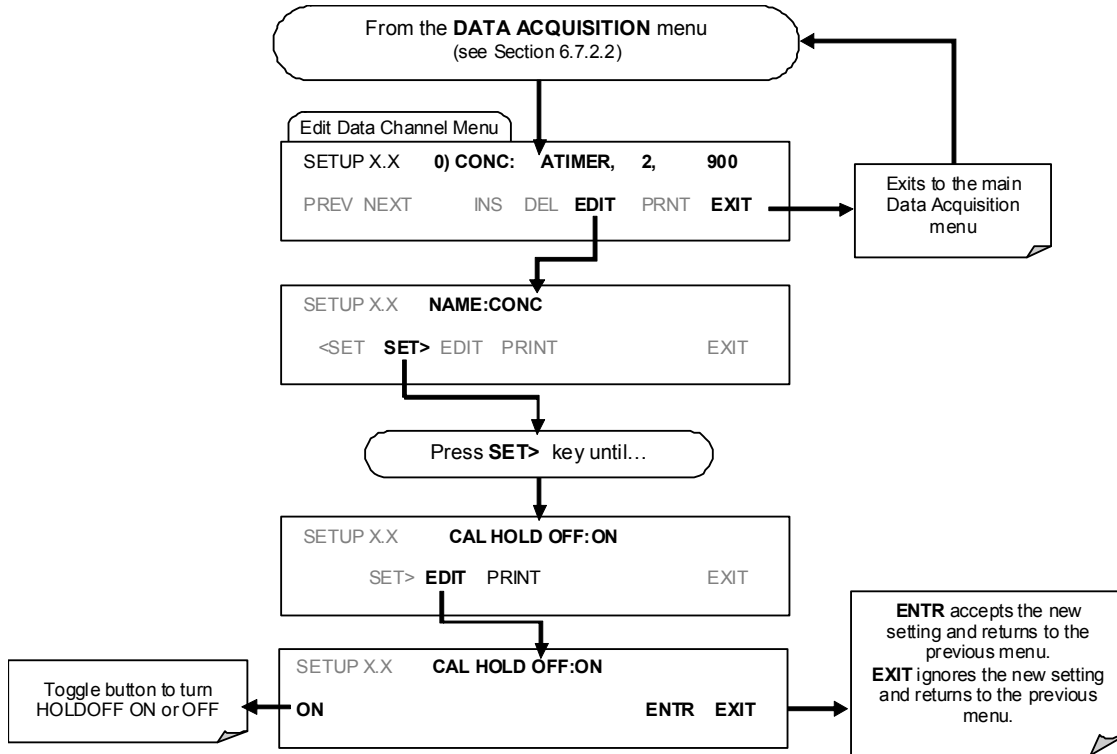 From the DATA ACQUISITION menu
(see Section 6.7.2.2)
Edit Data Channel Menu
SETUP X.X 0) CONC: ATIMER, 2, 900
PREV NEXT INS DEL EDIT PRNT EXIT
Exits to the main
Data Acquisition
menu
SETUP X.X NAME:CONC
<SET SET> EDIT PRINT EXIT
Press SET> key until…
SETUP X.X CAL HOLD OFF:ON
SET> EDIT PRINT EXIT
SETUP X.X CAL HOLD OFF:ON
ON ENTR EXIT
Toggle button to turn
HOLDOFF ON or OFF
ENTR accepts the new
setting and returns to the
previous menu.
EXIT ignores the new setting
and returns to the previous
menu.